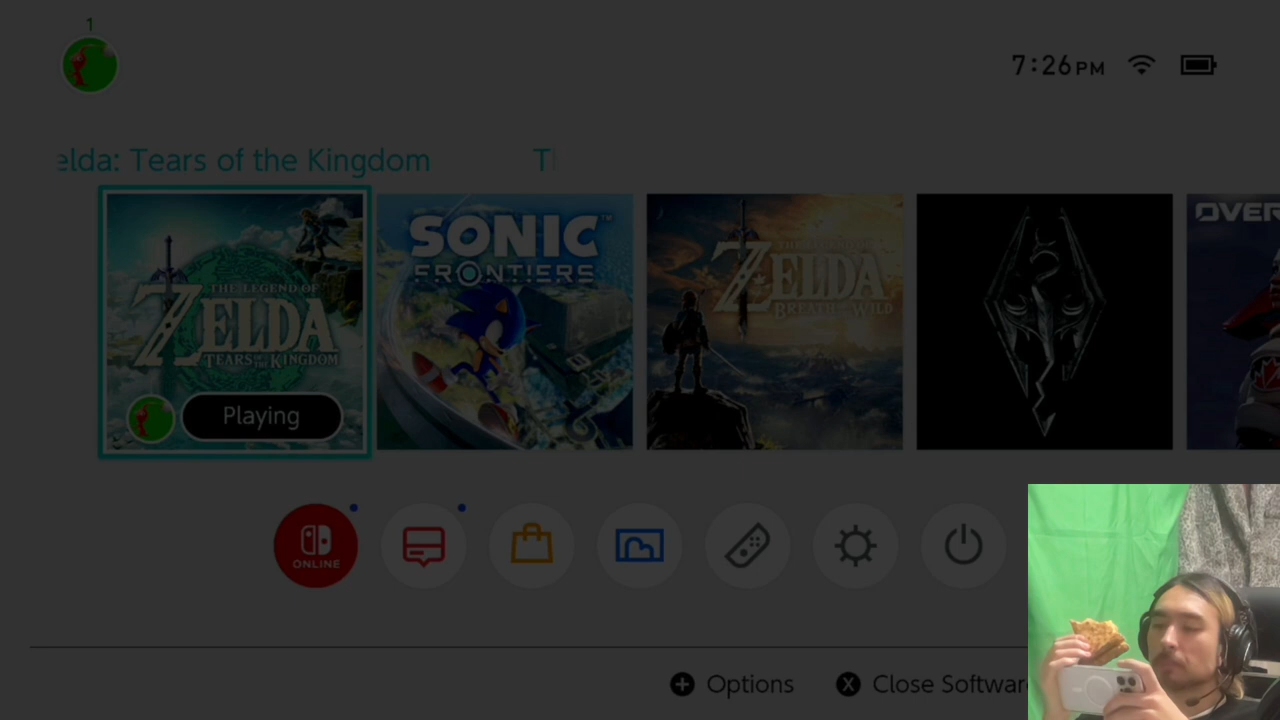 1
7:26 PM
elda: Tears of the Kingdom T
THE LEGEND OF
ZELDA
TEARS OF THE KINGDOM
Playing
SONIC™
FRONTIERS
THE LEGEND OF
ZELDA
BREATH OF THE WILD
OVER
ONLINE
+ Options
X Close Softwar